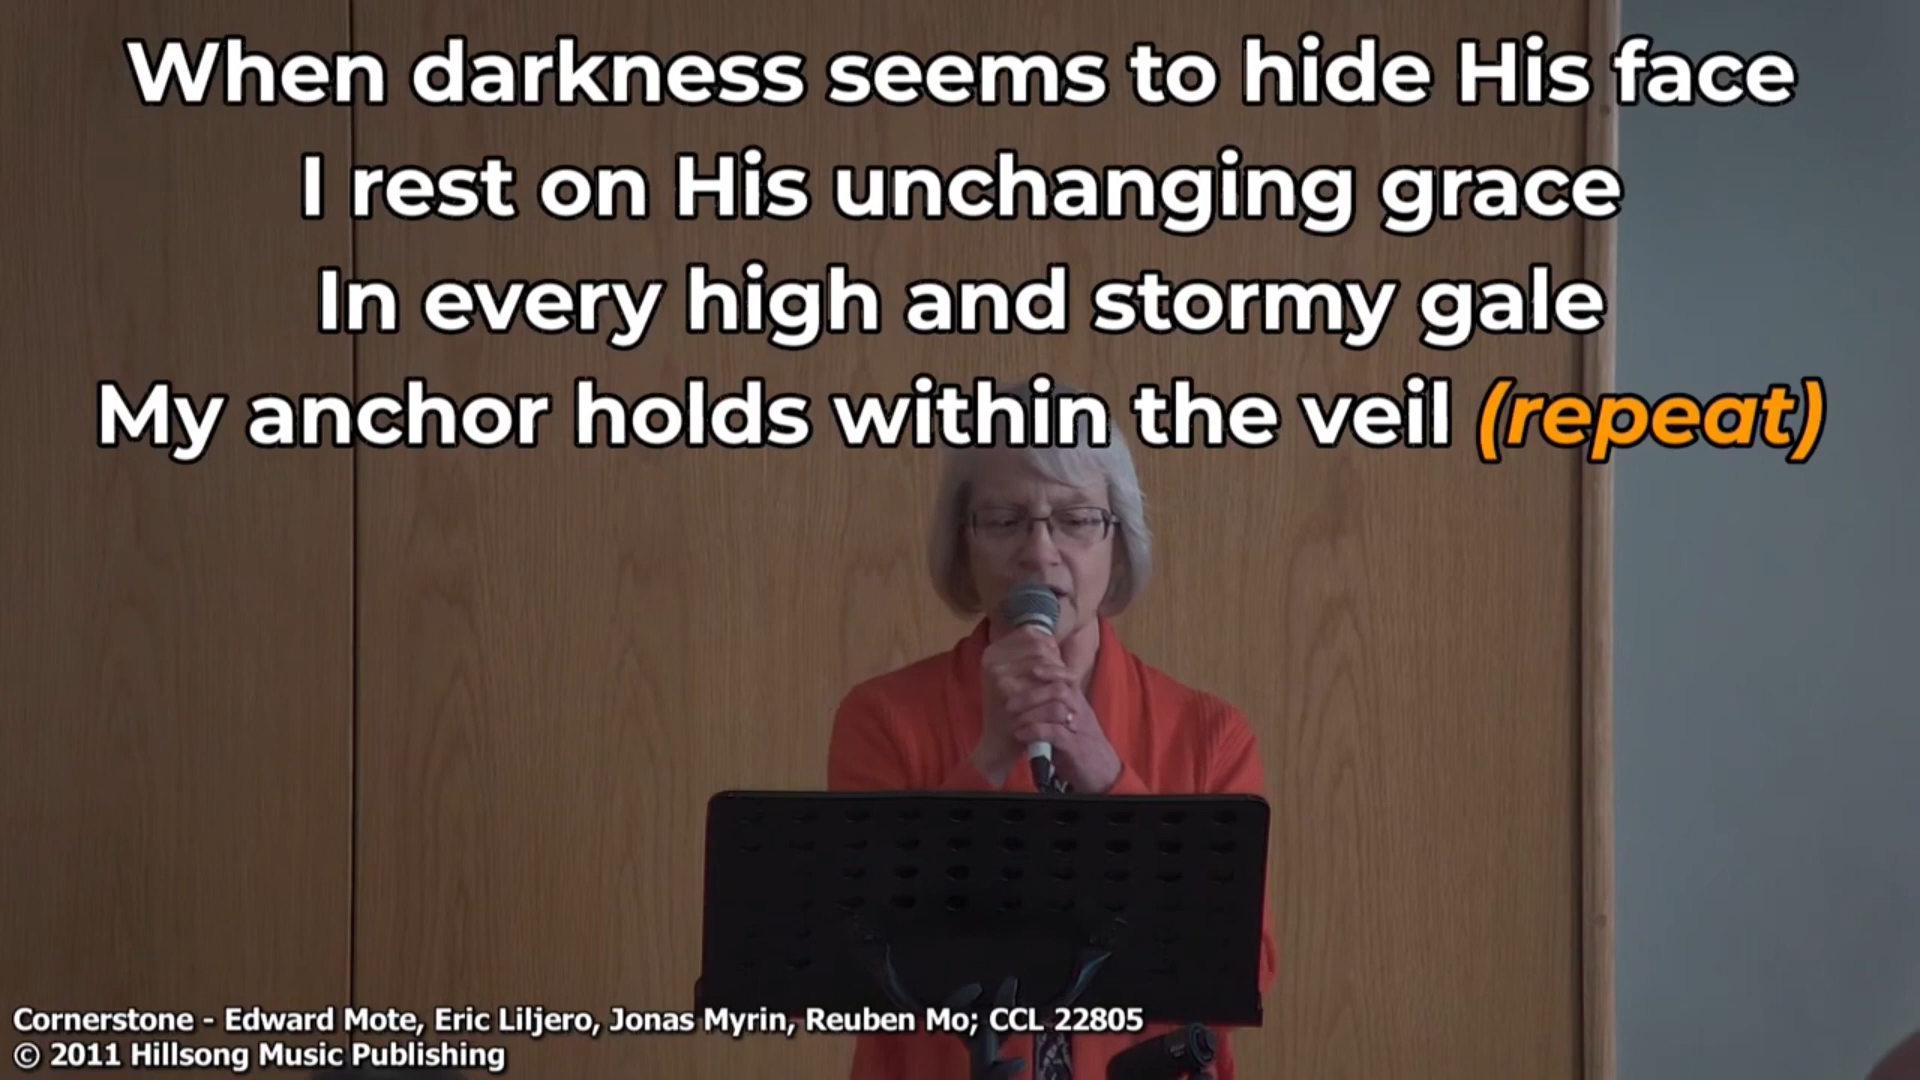 When darkness seems to hide His face
I rest on His unchanging grace
In every high and stormy gale
My anchor holds within the veil (repeat)
Cornerstone - Edward Mote, Eric Liljero, Jonas Myrin, Reuben Mo; CCL 22805
© 2011 Hillsong Music Publishing